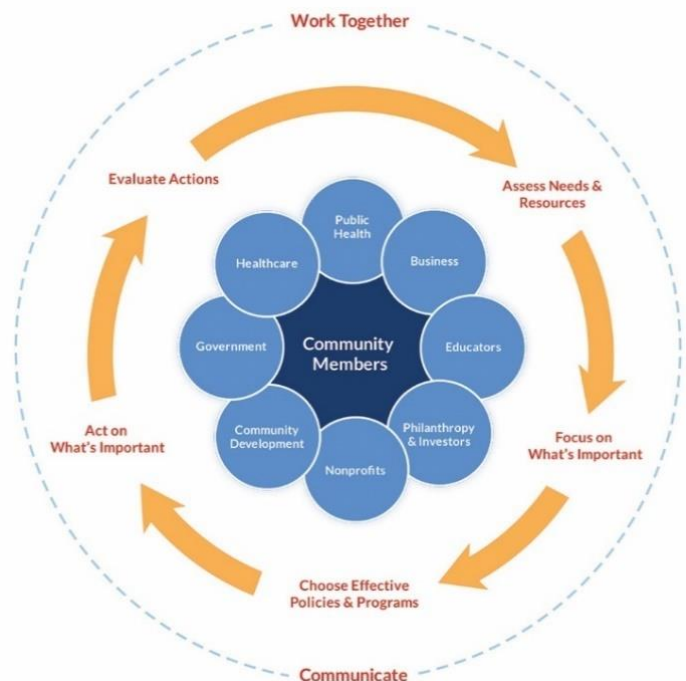 Work Together
Evaluate Actions
Assess Needs &
Resources
Public
Health
Healthcare
Business
Government
Community
Members
Educators
Community
Development
Philanthropy
& Investors
Nonprofits
Act on
What's Important
Focus on
What's Important
Choose Effective
Policies & Programs
Communicate